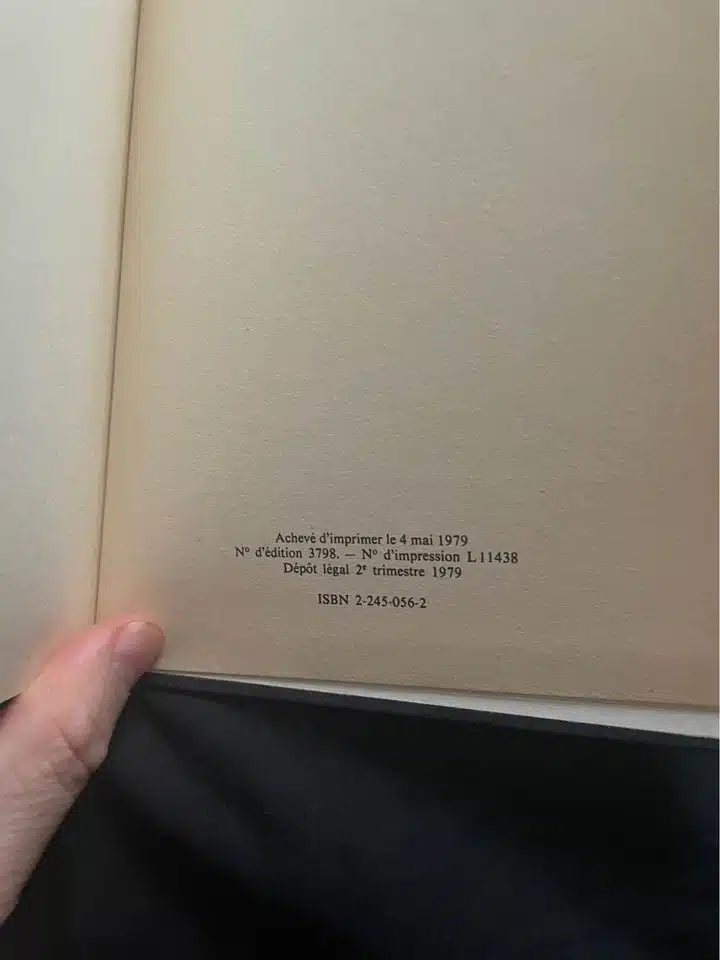 Achevé d'imprimer le 4 mai 1979
Nº d'édition 3798. — Nº d'impression L 11438
Dépôt légal 2ᵉ trimestre 1979
ISBN 2-245-056-2